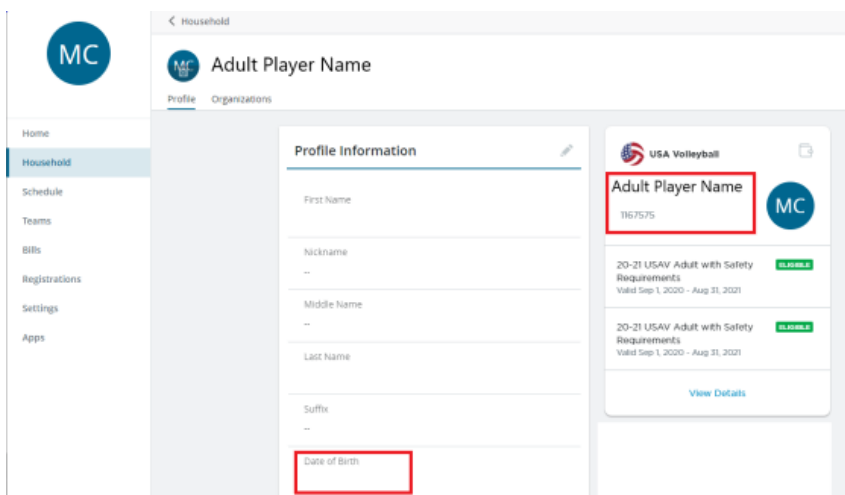 MC
Home
Household
Schedule
Teams
Bills
Registrations
Settings
Apps
Household
MC
Adult Player Name
Profile Organizations
Profile Information
First Name
Nickname
--
Middle Name
--
Last Name
Suffix
--
Date of Birth
USA Volleyball
Adult Player Name
1167575
MC
20-21 USAV Adult with Safety ELIGIBLE
Requirements
Valid Sep 1, 2020 - Aug 31, 2021
20-21 USAV Adult with Safety ELIGIBLE
Requirements
Valid Sep 1, 2020 - Aug 31, 2021
View Details